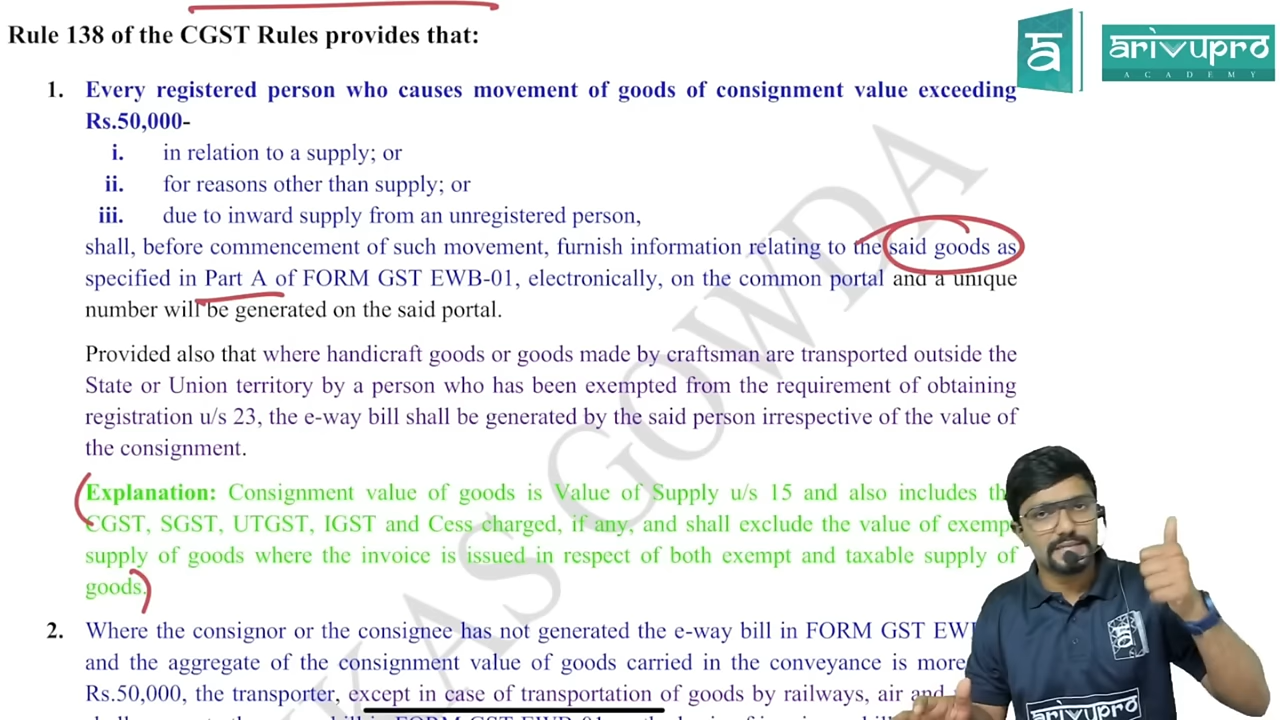 Rule 138 of the CGST Rules provides that:
arivupro
ACADEMY
1. Every registered person who causes movement of goods of consignment value exceeding
Rs.50,000-
i. in relation to a supply; or
ii. for reasons other than supply; or
iii. due to inward supply from an unregistered person,
shall, before commencement of such movement, furnish information relating to the said goods as
specified in Part A of FORM GST EWB-01, electronically, on the common portal and a unique
number will be generated on the said portal.
Provided also that where handicraft goods or goods made by craftsman are transported outside the
State or Union territory by a person who has been exempted from the requirement of obtaining
registration u/s 23, the e-way bill shall be generated by the said person irrespective of the value of
the consignment.
Explanation: Consignment value of goods is Value of Supply u/s 15 and also includes th
CGST, SGST, UTGST, IGST and Cess charged, if any, and shall exclude the value of exemp
supply of goods where the invoice is issued in respect of both exempt and taxable supply of
goods.
2. Where the consignor or the consignee has not generated the e-way bill in FORM GST EW
and the aggregate of the consignment value of goods carried in the conveyance is more
Rs.50,000, the transporter, except in case of transportation of goods by railways, air and
KAS GOWDA
arivupro